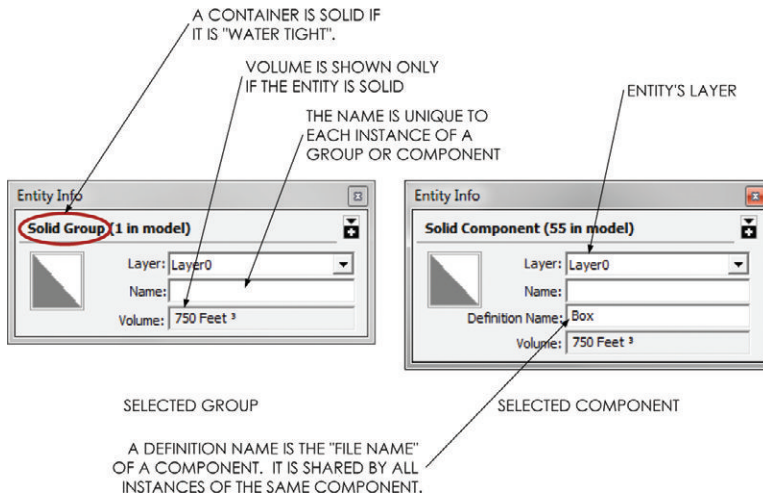 A CONTAINER IS SOLID IF
IT IS "WATER TIGHT".
VOLUME IS SHOWN ONLY
IF THE ENTITY IS SOLID
THE NAME IS UNIQUE TO
EACH INSTANCE OF A
GROUP OR COMPONENT
ENTITY'S LAYER
Entity Info
Solid Group (1 in model)
Layer: Layer0
Name:
Volume: 750 Feet ³
Entity Info
Solid Component (55 in model)
Layer: Layer0
Name:
Definition Name: Box
Volume: 750 Feet ³
SELECTED GROUP
SELECTED COMPONENT
A DEFINITION NAME IS THE "FILE NAME"
OF A COMPONENT. IT IS SHARED BY ALL
INSTANCES OF THE SAME COMPONENT.